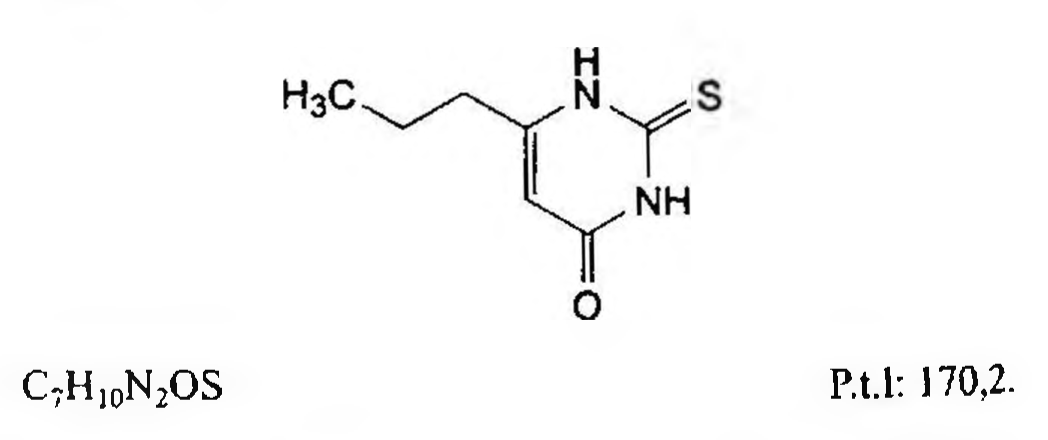 H
H₃C N S
NH
O
C₇H₁₀N₂OS P.t.l: 170,2.